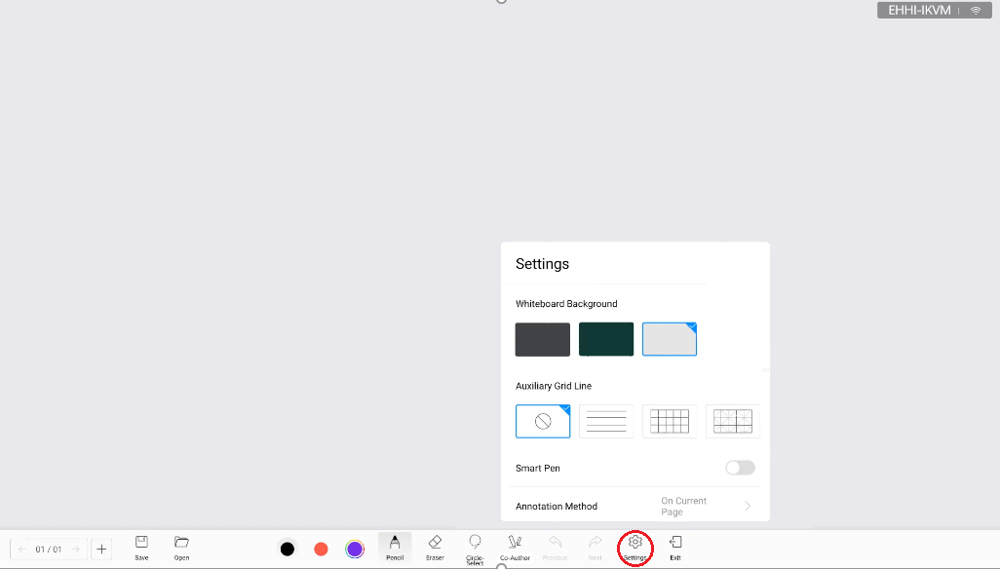 EHHI-IKVM
Settings
Whiteboard Background
Auxiliary Grid Line
Smart Pen
Annotation Method
On Current
Page
01 / 01
Save
Open
Pencil
Eraser
Circle-
Select
Co-Author
Previous
Next
Settings
Exit